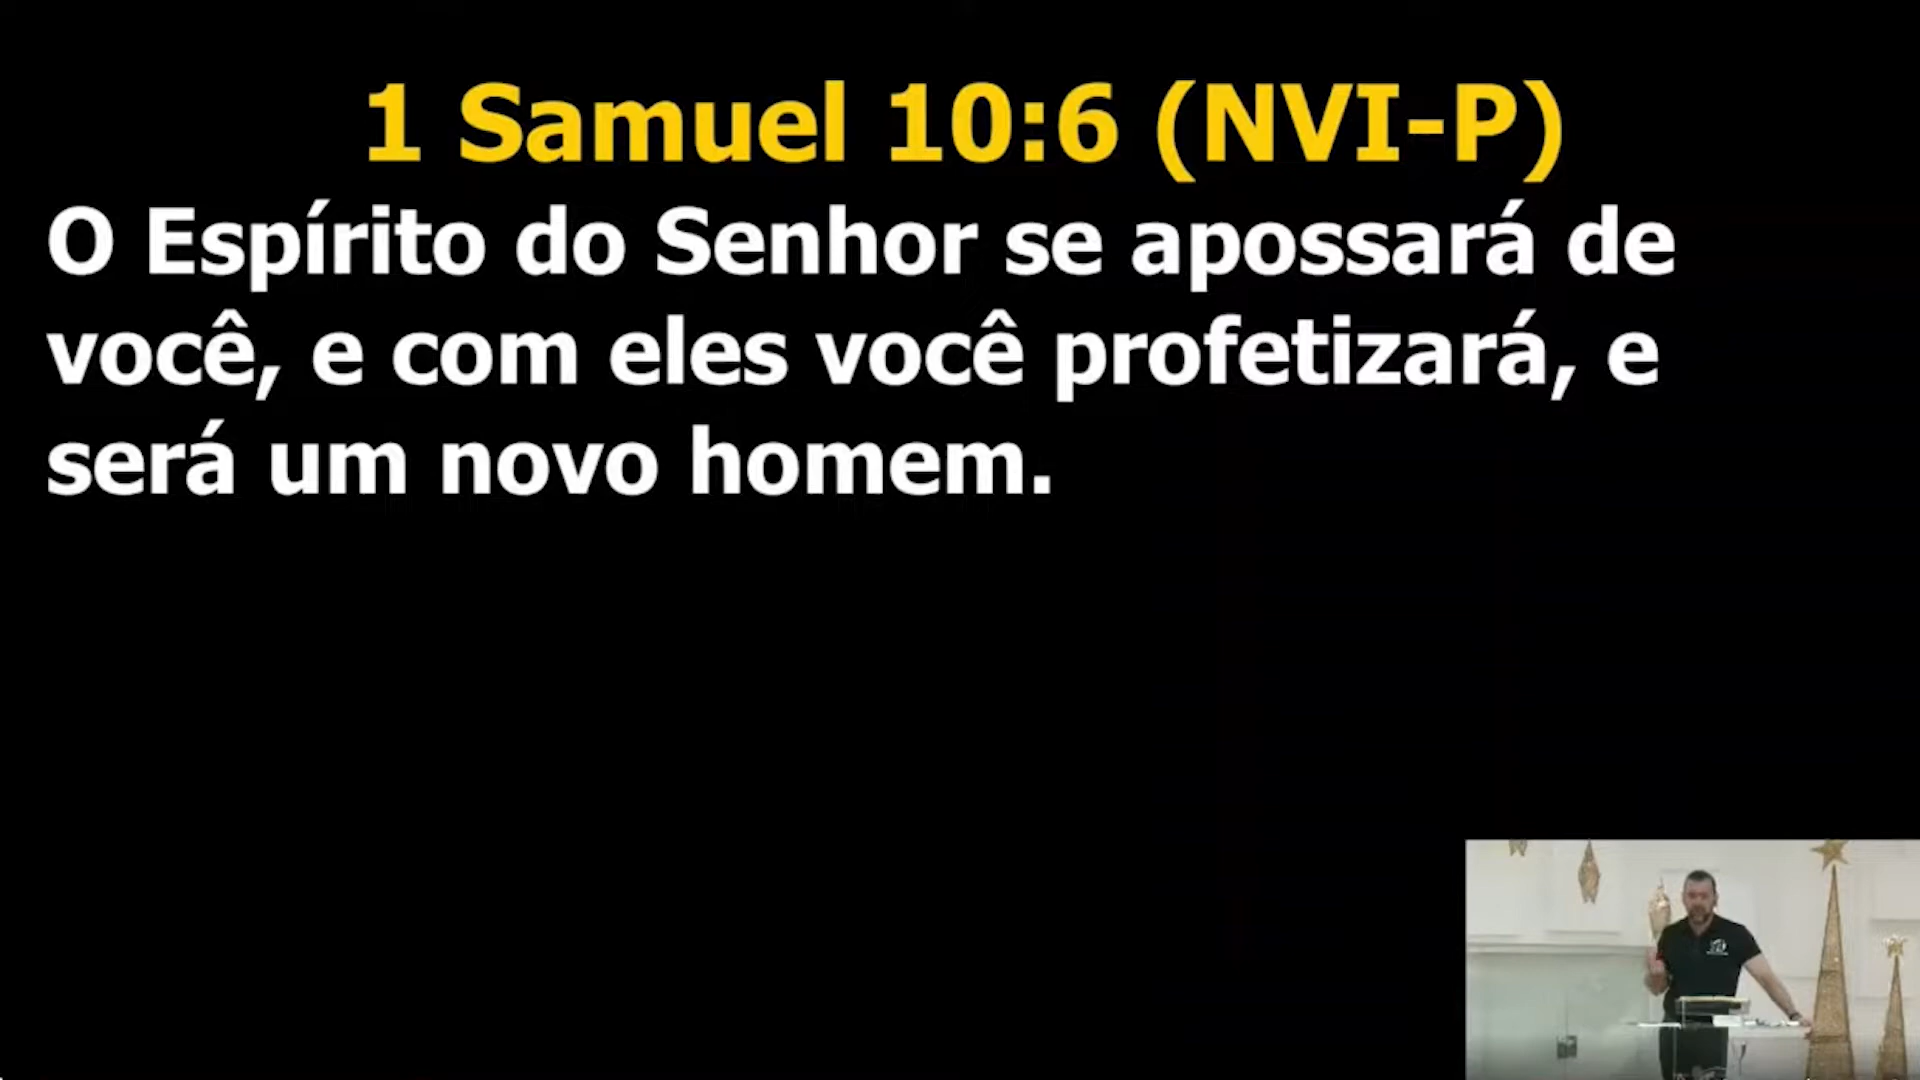 1 Samuel 10:6 (NVI-P)
O Espírito do Senhor se apossará de
você, e com eles você profetizará, e
será um novo homem.